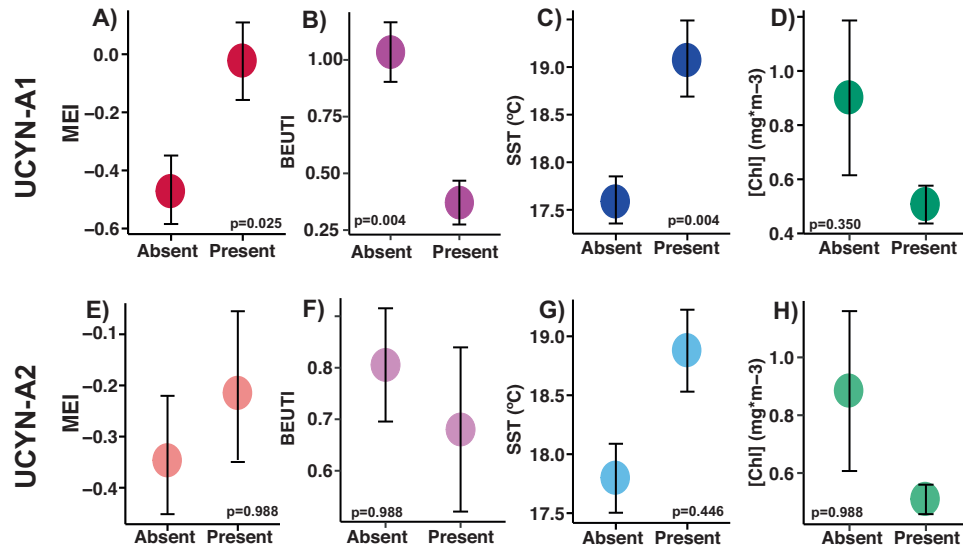 UCYN-A1
A)
MEI
0.0
−0.2
−0.4
−0.6
p=0.025
Absent Present
B)
BEUTI
1.00
0.75
0.50
0.25
p=0.004
Absent Present
C)
SST (ºC)
19.0
18.5
18.0
17.5
p=0.004
Absent Present
D)
[Chl] (mg*m−3)
1.0
0.8
0.6
0.4
p=0.350
Absent Present
UCYN-A2
E)
MEI
−0.1
−0.2
−0.3
−0.4
p=0.988
Absent Present
F)
BEUTI
0.8
0.7
0.6
p=0.988
Absent Present
G)
SST (ºC)
19.0
18.5
18.0
17.5
p=0.446
Absent Present
H)
[Chl] (mg*m−3)
1.0
0.8
0.6
p=0.988
Absent Present